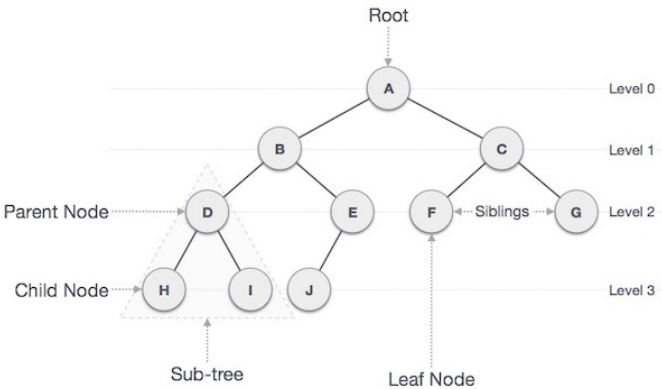 Root
A
Level 0
B
C
Level 1
Parent Node
D
E
F
Siblings
G
Level 2
Child Node
H
I
J
Level 3
Sub-tree
Leaf Node